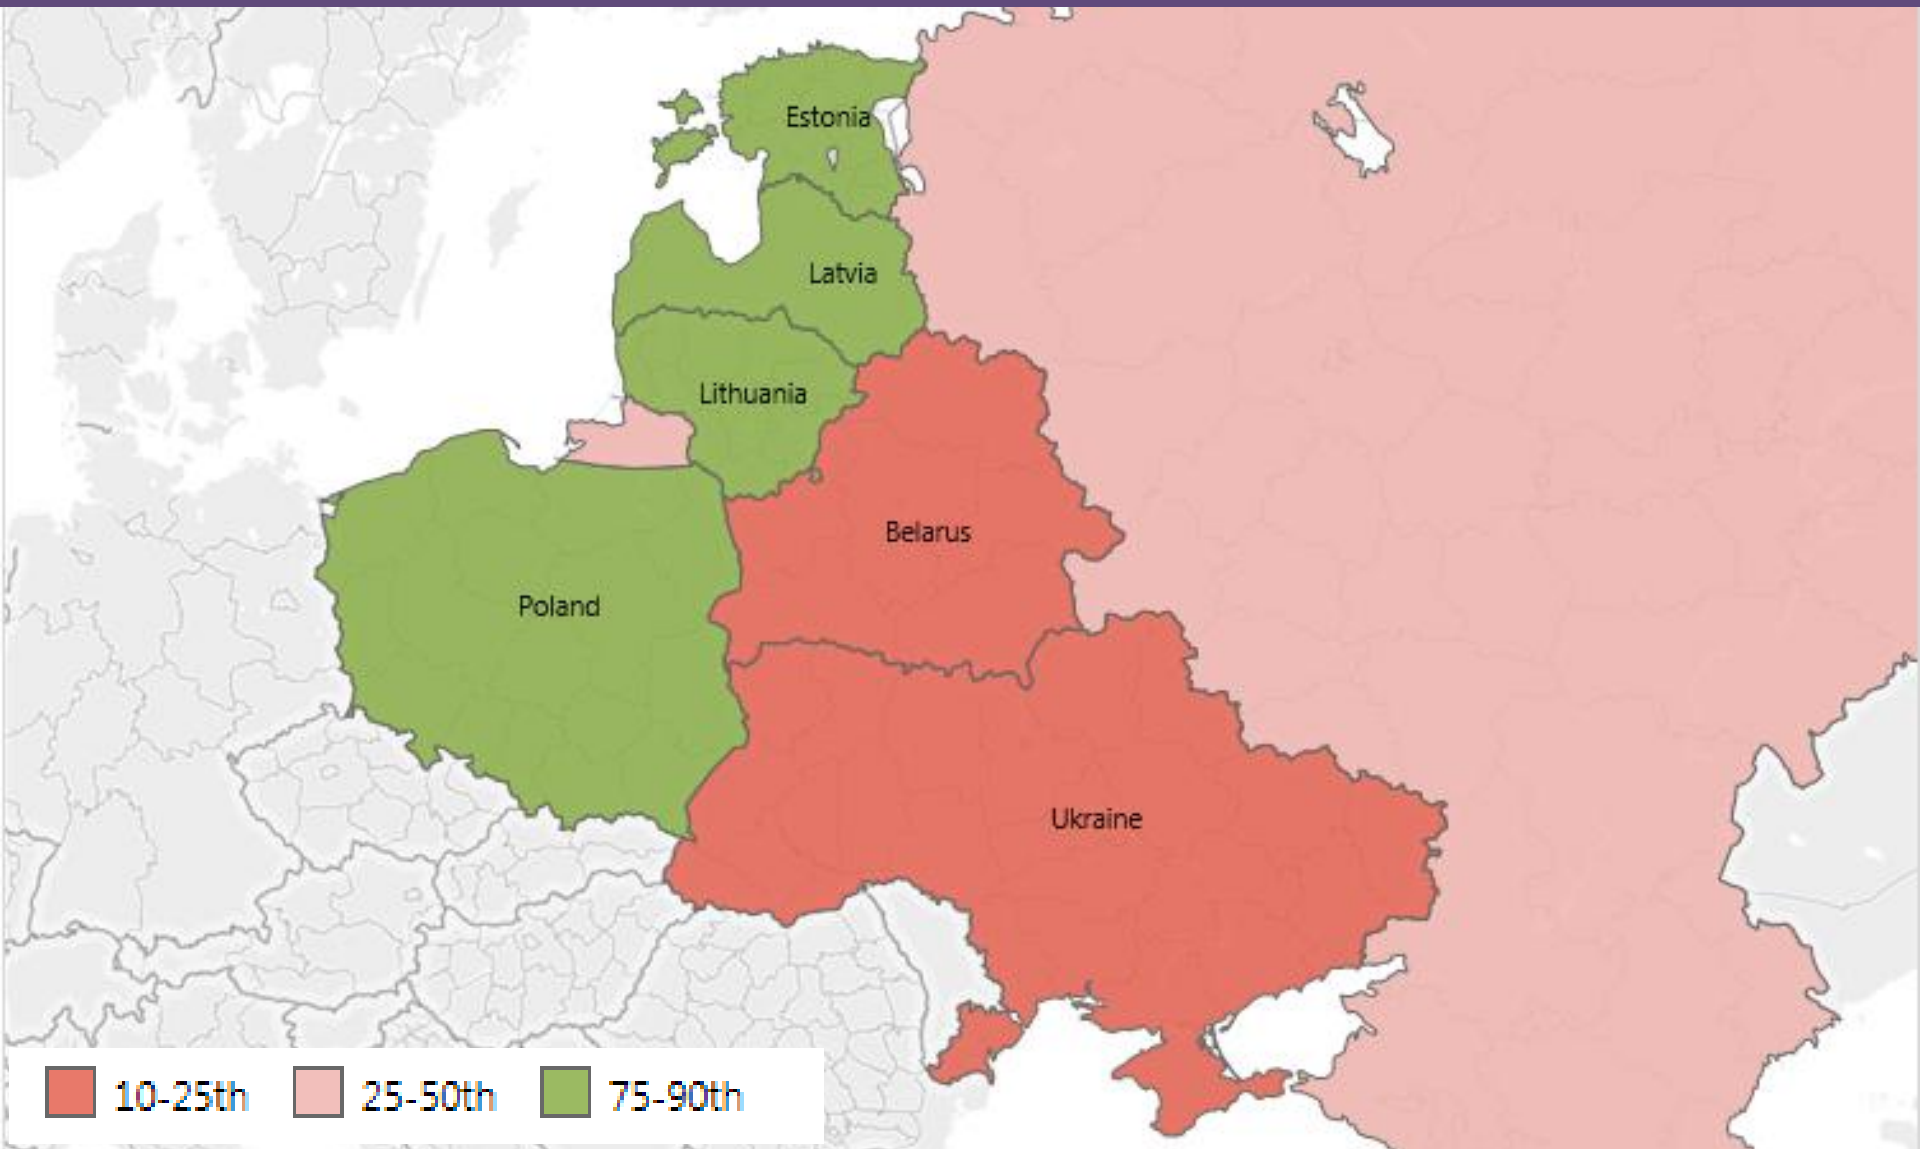 Estonia
Latvia
Lithuania
Belarus
Poland
Ukraine
10-25th 25-50th 75-90th